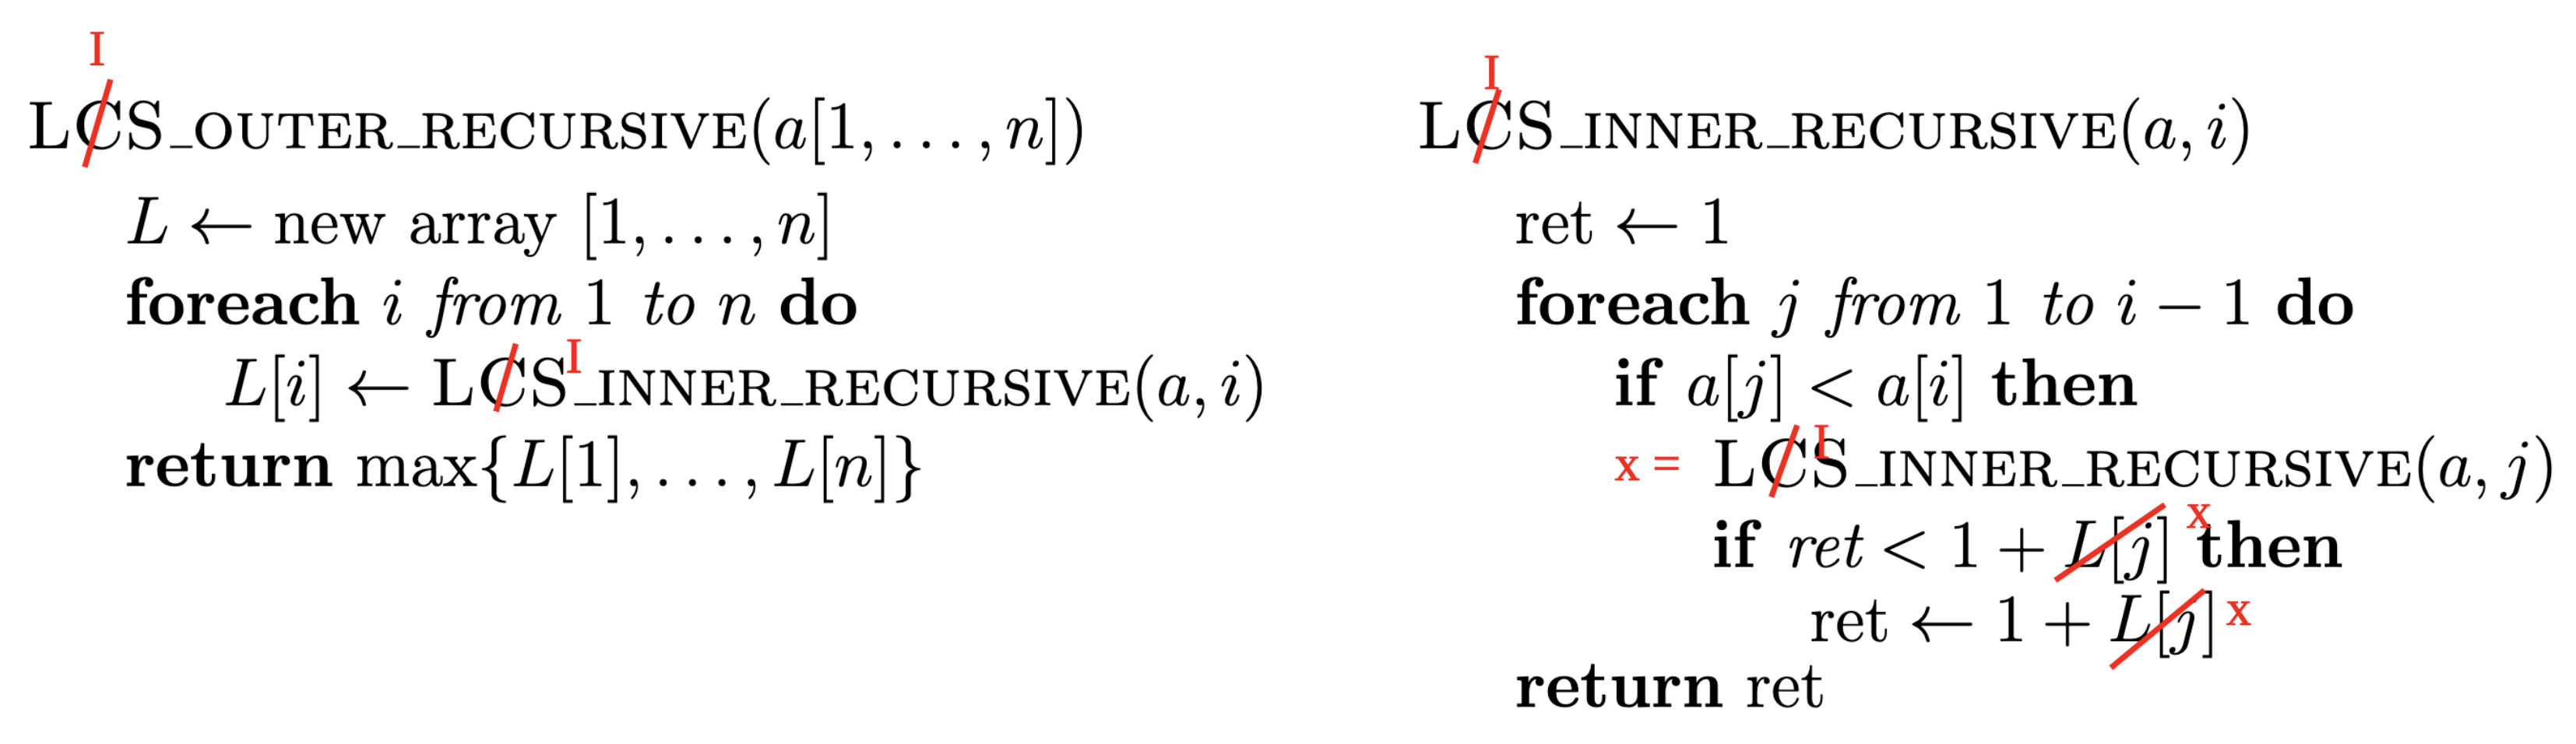 I
LCS_OUTER_RECURSIVE(a[1, . . . , n])
L ← new array [1, . . . , n]
foreach i from 1 to n do
I
L[i] ← LCS_INNER_RECURSIVE(a, i)
return max{L[1], . . . , L[n]}
I
LCS_INNER_RECURSIVE(a, i)
ret ← 1
foreach j from 1 to i − 1 do
if a[j] < a[i] then
I
x = LCS_INNER_RECURSIVE(a, j)
if ret < 1 + L[j] x then
ret ← 1 + L[j] x
return ret